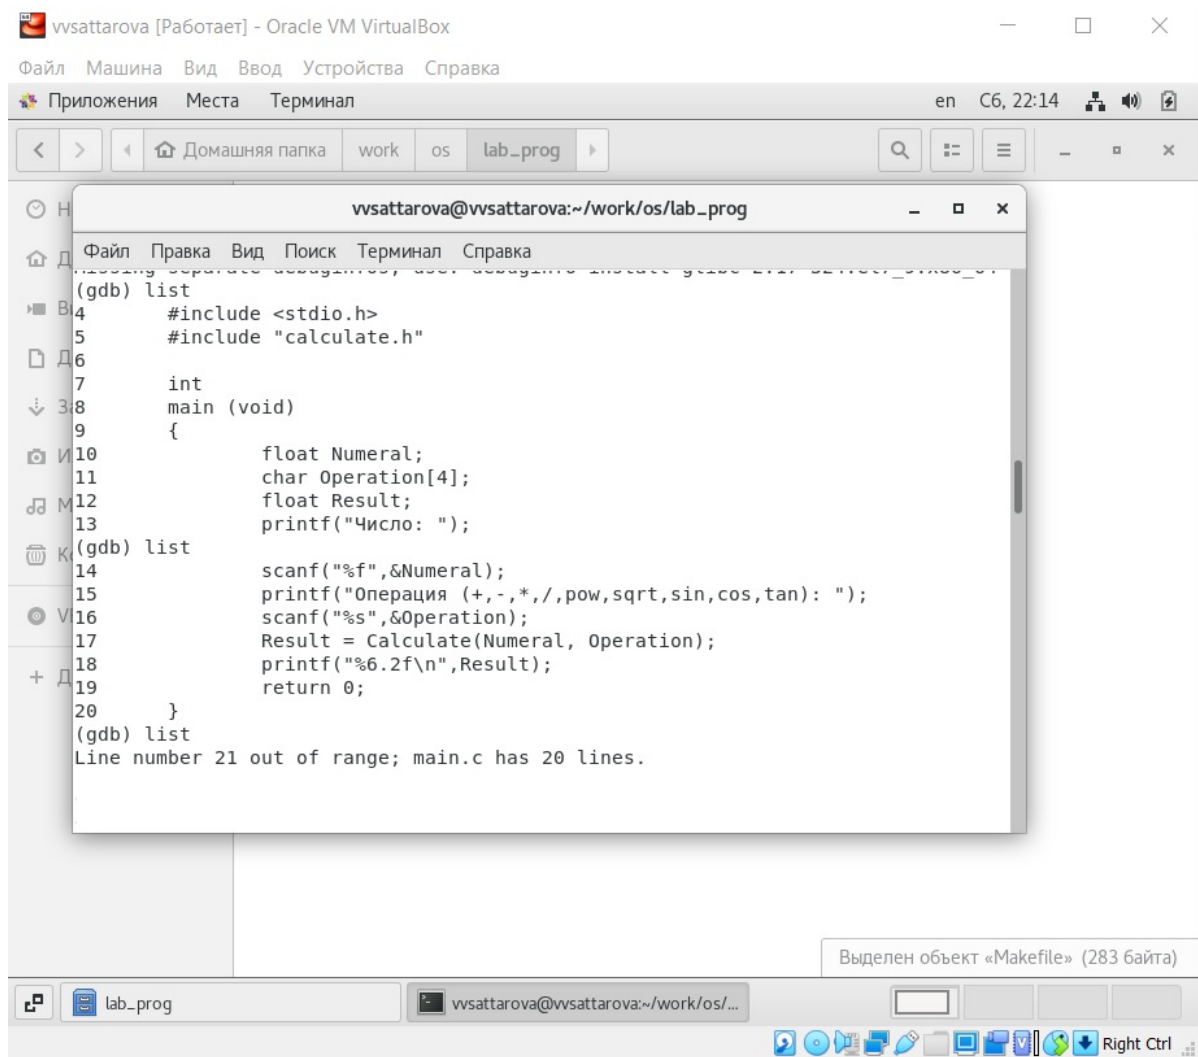 vvsattarova [Работает] - Oracle VM VirtualBox
Файл Машина Вид Ввод Устройства Справка
Приложения Места Терминал en Сб, 22:14
Домашняя папка work os lab_prog
vvsattarova@vvsattarova:~/work/os/lab_prog
Файл Правка Вид Поиск Терминал Справка
(gdb) list
4 #include <stdio.h>
5 #include "calculate.h"
6
7 int
8 main (void)
9 {
10 float Numeral;
11 char Operation[4];
12 float Result;
13 printf("Число: ");
(gdb) list
14 scanf("%f",&Numeral);
15 printf("Операция (+,-,*,/,pow,sqrt,sin,cos,tan): ");
16 scanf("%s",&Operation);
17 Result = Calculate(Numeral, Operation);
18 printf("%6.2f\n",Result);
19 return 0;
20 }
(gdb) list
Line number 21 out of range; main.c has 20 lines.
Выделен объект «Makefile» (283 байта)
lab_prog vvsattarova@vvsattarova:~/work/os/...
Right Ctrl